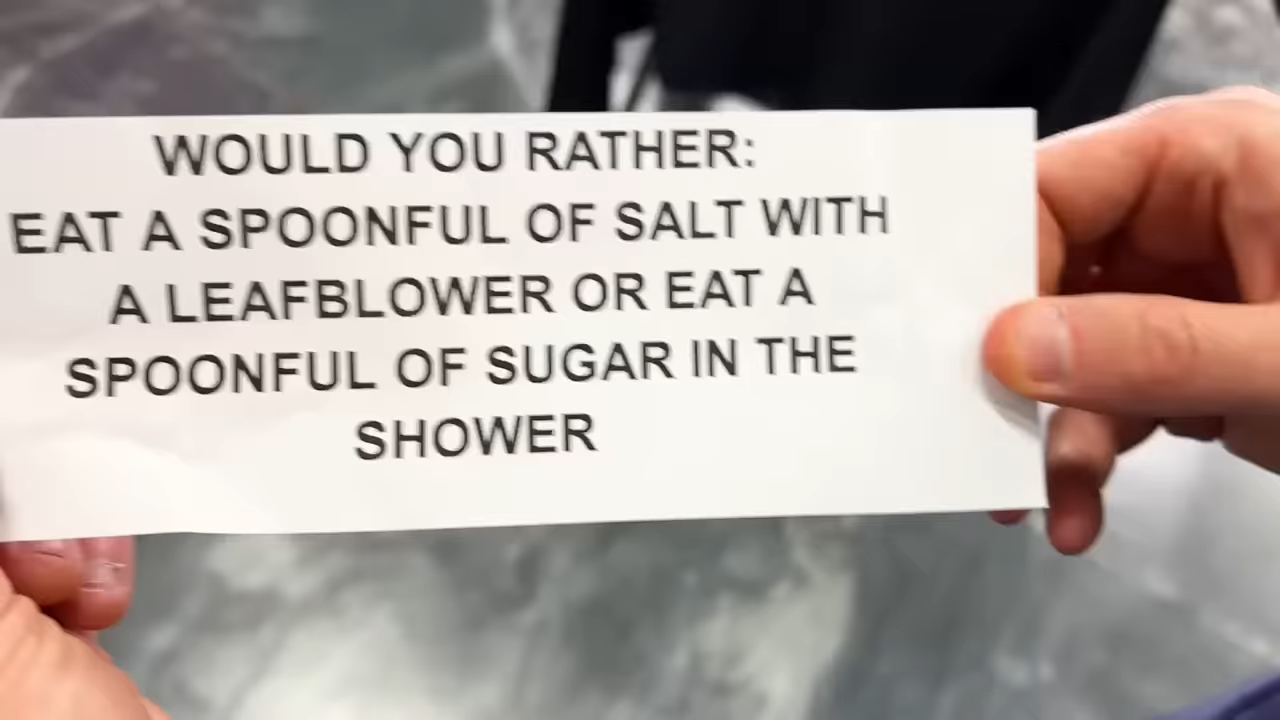 WOULD YOU RATHER:
EAT A SPOONFUL OF SALT WITH
A LEAFBLOWER OR EAT A
SPOONFUL OF SUGAR IN THE
SHOWER